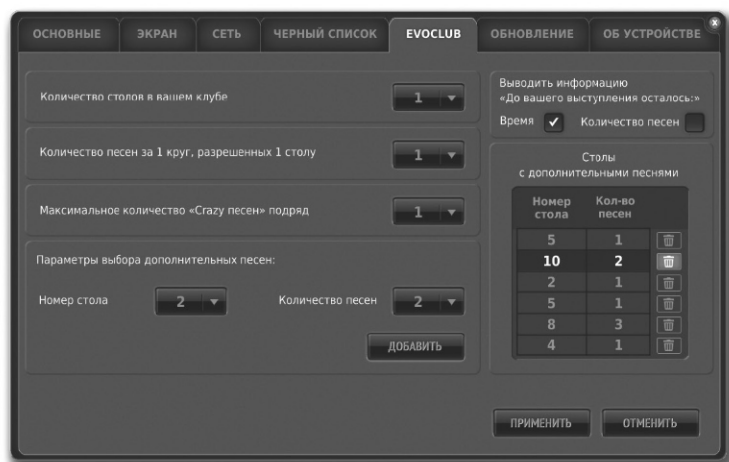 ОСНОВНЫЕ ЭКРАН СЕТЬ ЧЕРНЫЙ СПИСОК EVOCLUB ОБНОВЛЕНИЕ ОБ УСТРОЙСТВЕ x
Количество столов в вашем клубе 1
Количество песен за 1 круг, разрешенных 1 столу 1
Максимальное количество «Crazy песен» подряд 1
Параметры выбора дополнительных песен:
Номер стола 2 Количество песен 2
ДОБАВИТЬ
Выводить информацию
«До вашего выступления осталось:»
Время Количество песен
Столы
с дополнительными песнями
Номер Кол-во
стола песен
5 1
10 2
2 1
5 1
8 3
4 1
ПРИМЕНИТЬ ОТМЕНИТЬ